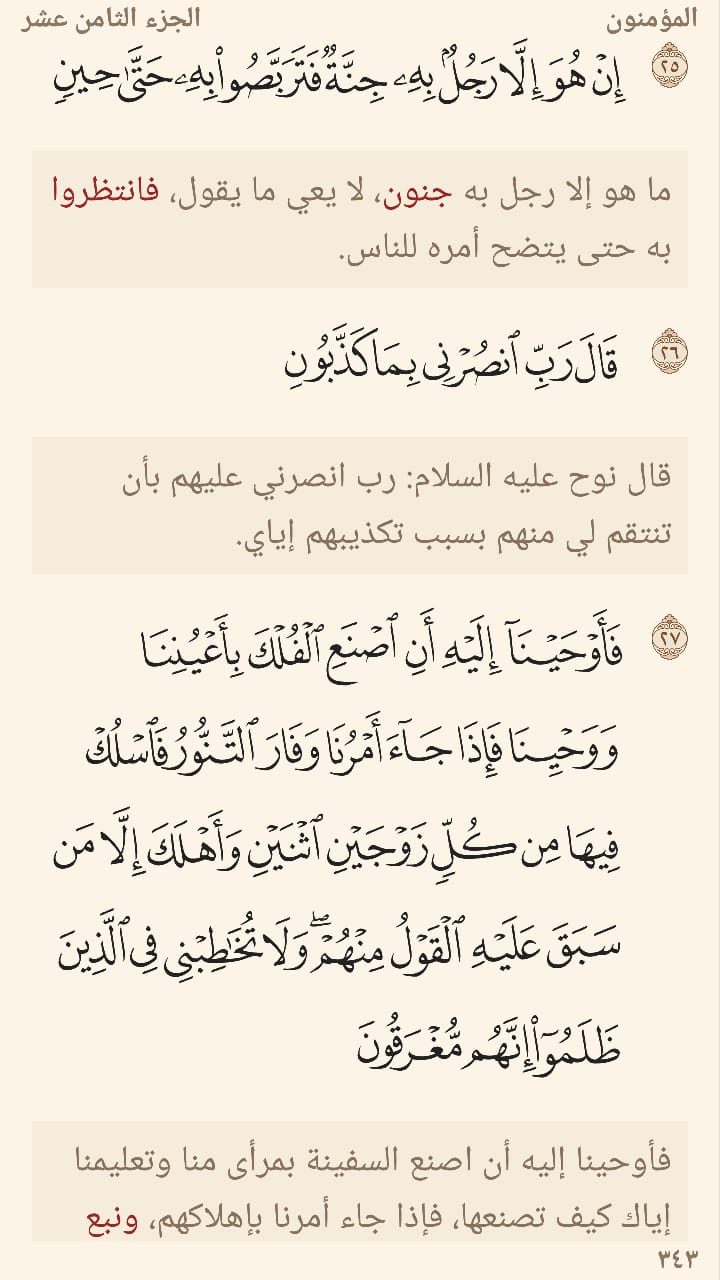 المؤمنون الجزء الثامن عشر
٢٥ إِنْ هُوَ إِلَّا رَجُلٌۢ بِهِۦ جِنَّةٌ فَتَرَبَّصُوا۟ بِهِۦ حَتَّىٰ حِينٍ
ما هو إلا رجل به جنون، لا يعي ما يقول، فانتظروا
به حتى يتضح أمره للناس.
٢٦ قَالَ رَبِّ ٱنصُرْنِى بِمَا كَذَّبُونِ
قال نوح عليه السلام: رب انصرني عليهم بأن
تنتقم لي منهم بسبب تكذيبهم إياي.
٢٧ فَأَوْحَيْنَآ إِلَيْهِ أَنِ ٱصْنَعِ ٱلْفُلْكَ بِأَعْيُنِنَا
وَوَحْيِنَا فَإِذَا جَآءَ أَمْرُنَا وَفَارَ ٱلتَّنُّورُ فَٱسْلُكْ
فِيهَا مِن كُلٍّ زَوْجَيْنِ ٱثْنَيْنِ وَأَهْلَكَ إِلَّا مَن
سَبَقَ عَلَيْهِ ٱلْقَوْلُ مِنْهُمْ ۖ وَلَا تُخَٰطِبْنِى فِى ٱلَّذِينَ
ظَلَمُوٓا۟ إِنَّهُم مُّغْرَقُونَ
فأوحينا إليه أن اصنع السفينة بمرأى منا وتعليمنا
إياك كيف تصنعها، فإذا جاء أمرنا بإهلاكهم، ونبع
٣٤٣